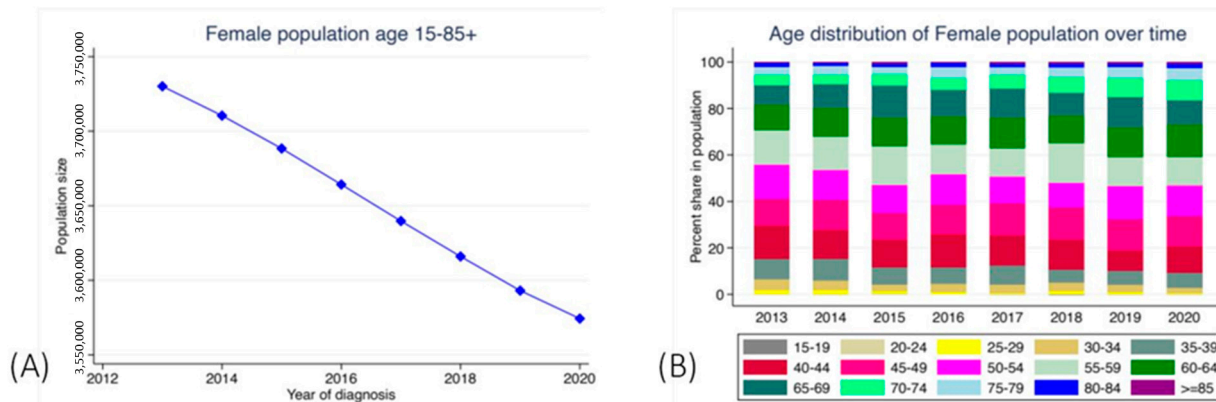 Female population age 15-85+
Population size
3,750,000
3,700,000
3,650,000
3,600,000
3,550,000
2012 2014 2016 2018 2020
Year of diagnosis
(A)
Age distribution of Female population over time
Percent share in population
100
80
60
40
20
0
2013 2014 2015 2016 2017 2018 2019 2020
15-19 20-24 25-29 30-34 35-39
40-44 45-49 50-54 55-59 60-64
65-69 70-74 75-79 80-84 >=85
(B)